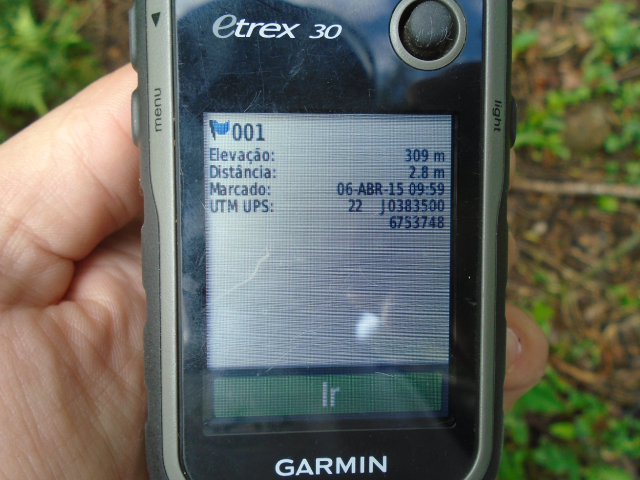 etrex 30
menu
light
001
Elevação: 309 m
Distância: 2.8 m
Marcado: 06-ABR-15 09:59
UTM UPS: 22 J0383500
6753748
Ir
GARMIN